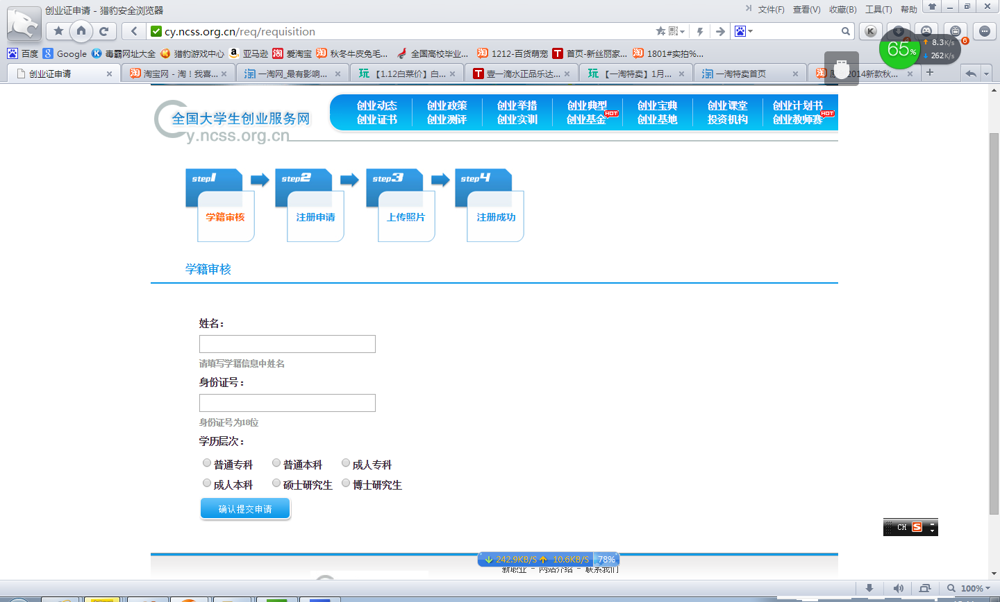 创业证申请 - 猎豹安全浏览器
文件(F) 查看(V) 收藏(B) 工具(T) 帮助
cy.ncss.org.cn/req/requisition
百度 Google 毒霸网址大全 猎豹游戏中心 亚马逊 爱淘宝 秋冬牛皮兔毛... 全国高校毕业... 1212-百货萌宠 首页-新丝丽家... 1801#实拍%...
65% 8.3K/s
262K/s
创业证申请 淘宝网 - 淘！我喜... 一淘网_最有影响... 【1.12白菜价】白... 壹一滴水正品乐达... 【一淘特卖】1月... 一淘特卖首页 2014新款秋...
全国大学生创业服务网
y.ncss.org.cn
创业动态 创业政策 创业举措 创业典型 创业宝典 创业课堂 创业计划书
创业证书 创业测评 创业实训 创业基金 HOT 创业基地 投资机构 创业教师赛 HOT
step1 step2 step3 step4
学籍审核 注册申请 上传照片 注册成功
学籍审核
姓名：
请填写学籍信息中姓名
身份证号：
身份证号为18位
学历层次：
普通专科 普通本科 成人专科
成人本科 硕士研究生 博士研究生
确认提交申请
CH
242.9KB/S 10.6KB/S 78%
新职业 - 网站介绍 - 联系我们
100%